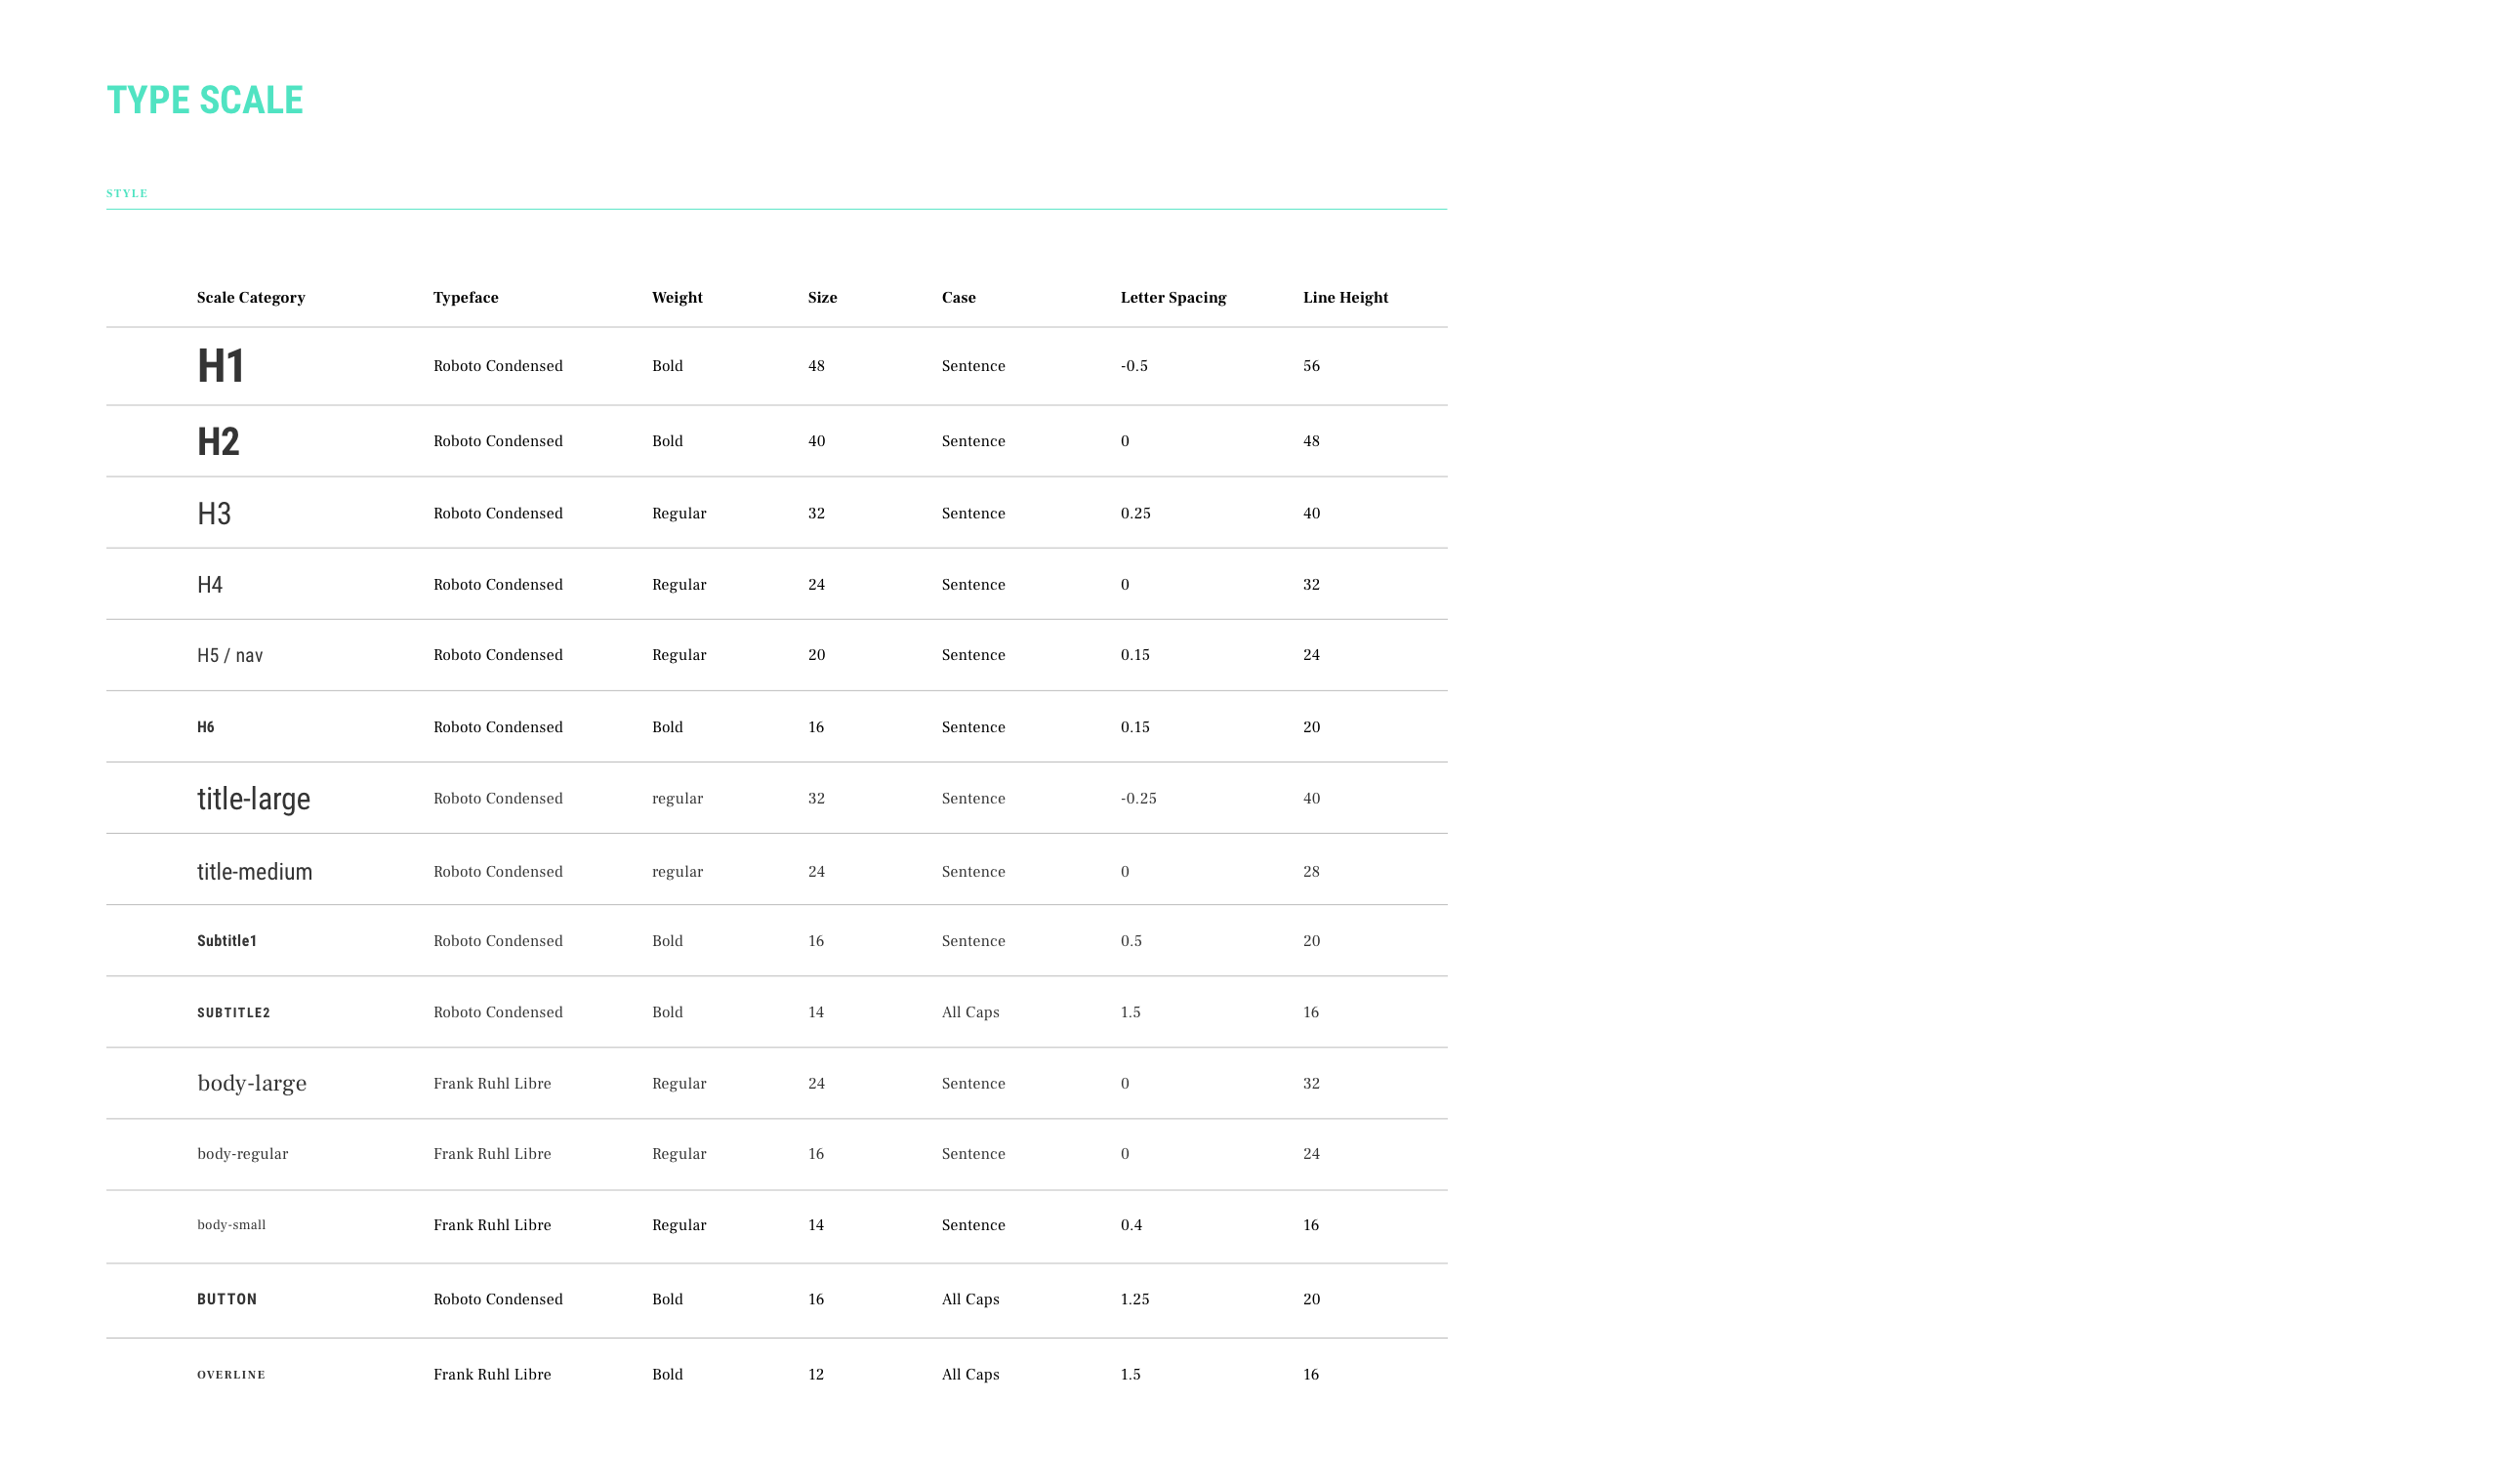 TYPE SCALE
STYLE
Scale Category Typeface Weight Size Case Letter Spacing Line Height
H1 Roboto Condensed Bold 48 Sentence -0.5 56
H2 Roboto Condensed Bold 40 Sentence 0 48
H3 Roboto Condensed Regular 32 Sentence 0.25 40
H4 Roboto Condensed Regular 24 Sentence 0 32
H5 / nav Roboto Condensed Regular 20 Sentence 0.15 24
H6 Roboto Condensed Bold 16 Sentence 0.15 20
title-large Roboto Condensed regular 32 Sentence -0.25 40
title-medium Roboto Condensed regular 24 Sentence 0 28
Subtitle1 Roboto Condensed Bold 16 Sentence 0.5 20
SUBTITLE2 Roboto Condensed Bold 14 All Caps 1.5 16
body-large Frank Ruhl Libre Regular 24 Sentence 0 32
body-regular Frank Ruhl Libre Regular 16 Sentence 0 24
body-small Frank Ruhl Libre Regular 14 Sentence 0.4 16
BUTTON Roboto Condensed Bold 16 All Caps 1.25 20
OVERLINE Frank Ruhl Libre Bold 12 All Caps 1.5 16